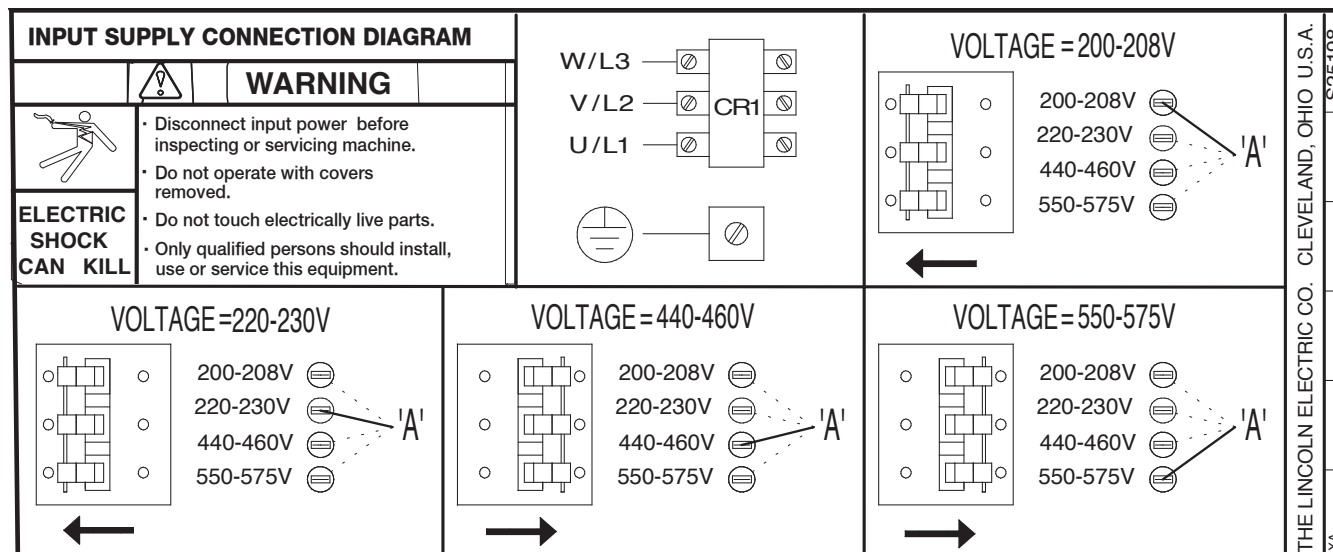 INPUT SUPPLY CONNECTION DIAGRAM
WARNING
ELECTRIC
SHOCK
CAN KILL
· Disconnect input power before
inspecting or servicing machine.
· Do not operate with covers
removed.
· Do not touch electrically live parts.
· Only qualified persons should install,
use or service this equipment.
W/L3
V/L2
U/L1
CR1
VOLTAGE = 200-208V
200-208V
220-230V
440-460V
550-575V
'A'
VOLTAGE = 220-230V
200-208V
220-230V
440-460V
550-575V
'A'
VOLTAGE = 440-460V
200-208V
220-230V
440-460V
550-575V
'A'
VOLTAGE = 550-575V
200-208V
220-230V
440-460V
550-575V
'A'
THE LINCOLN ELECTRIC CO. CLEVELAND, OHIO U.S.A.